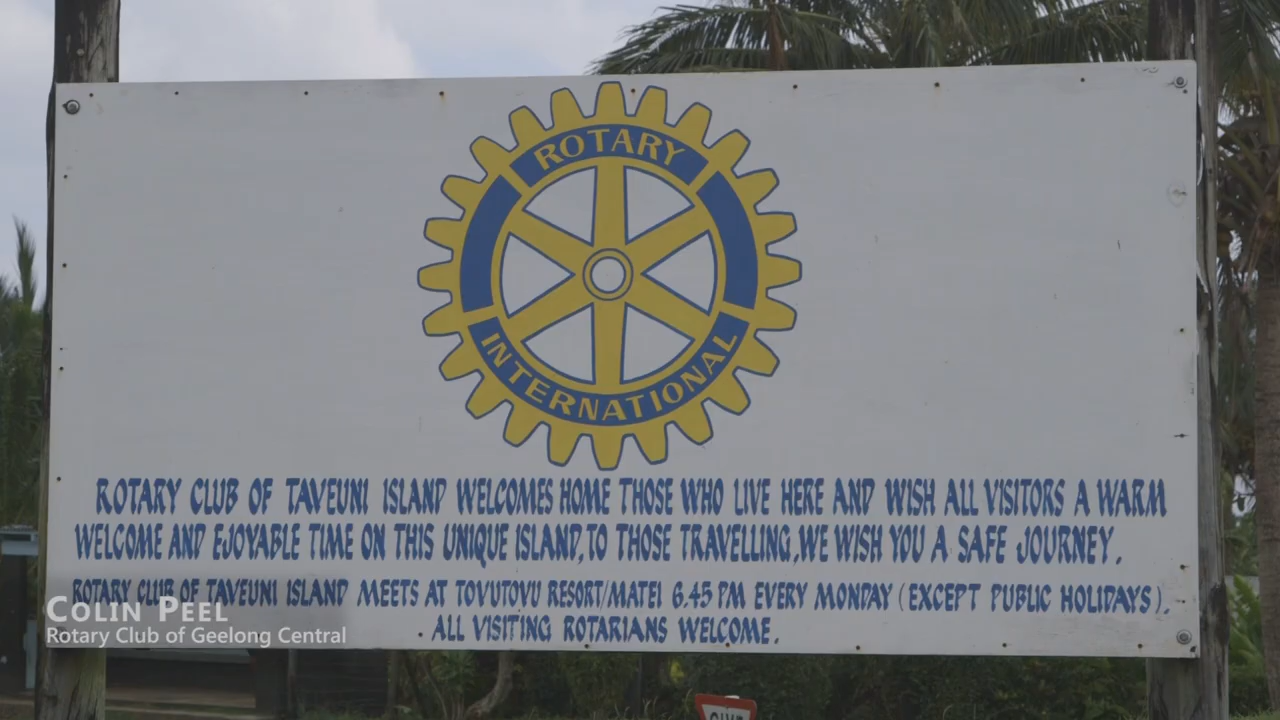 ROTARY
INTERNATIONAL
ROTARY CLUB OF TAVEUNI ISLAND WELCOMES HOME THOSE WHO LIVE HERE AND WISH ALL VISITORS A WARM
WELCOME AND EJOYABLE TIME ON THIS UNIQUE ISLAND, TO THOSE TRAVELLING, WE WISH YOU A SAFE JOURNEY.
ROTARY CLUB OF TAVEUNI ISLAND MEETS AT TOVUTOVU RESORT/MATEI 6.45 PM EVERY MONDAY (EXCEPT PUBLIC HOLIDAYS).
ALL VISITING ROTARIANS WELCOME.
COLIN PEEL
Rotary Club of Geelong Central